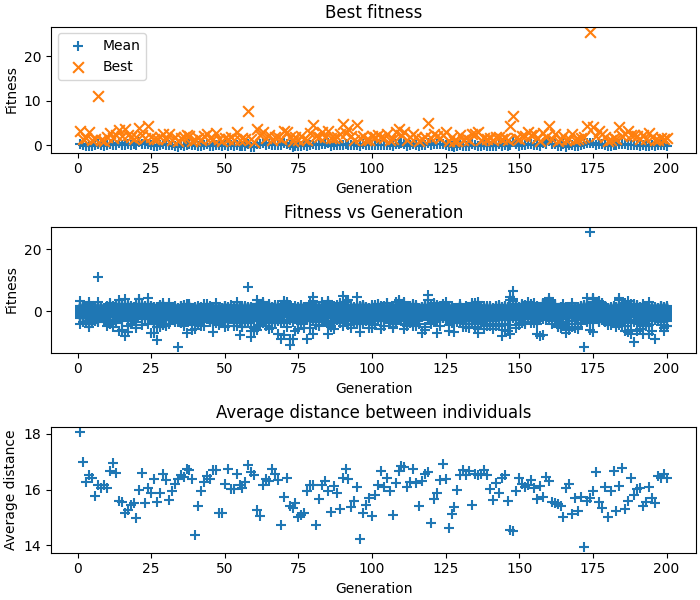 Best fitness
Fitness
20
10
0
Mean
Best
0 25 50 75 100 125 150 175 200
Generation
Fitness vs Generation
Fitness
20
0
0 25 50 75 100 125 150 175 200
Generation
Average distance between individuals
Average distance
18
16
14
0 25 50 75 100 125 150 175 200
Generation